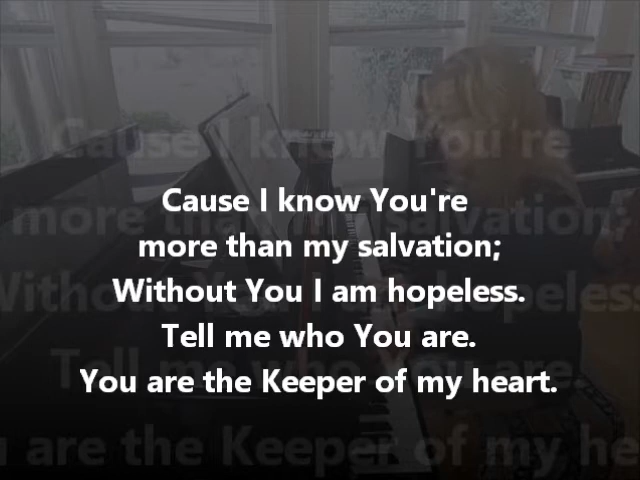 Cause I know You're
more than my salvation;
Without You I am hopeless.
Tell me who You are.
You are the Keeper of my heart.